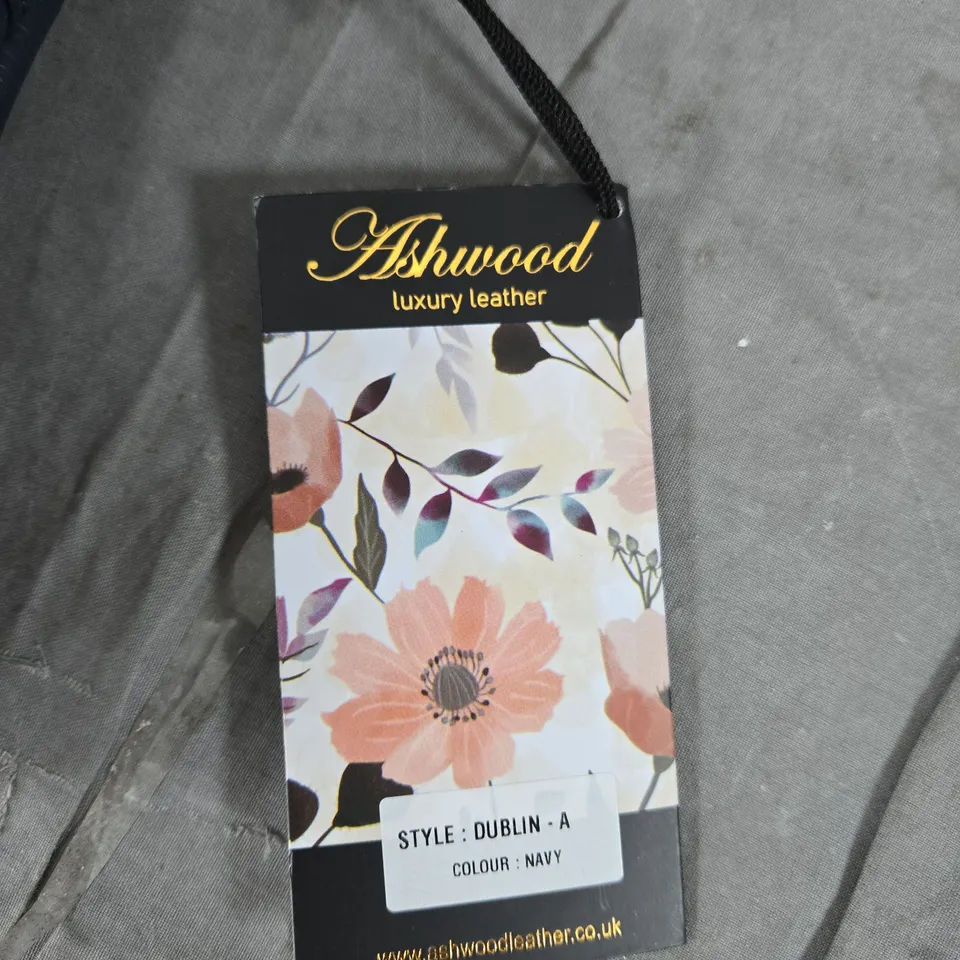 Ashwood
luxury leather
STYLE : DUBLIN - A
COLOUR : NAVY
www.ashwoodleather.co.uk